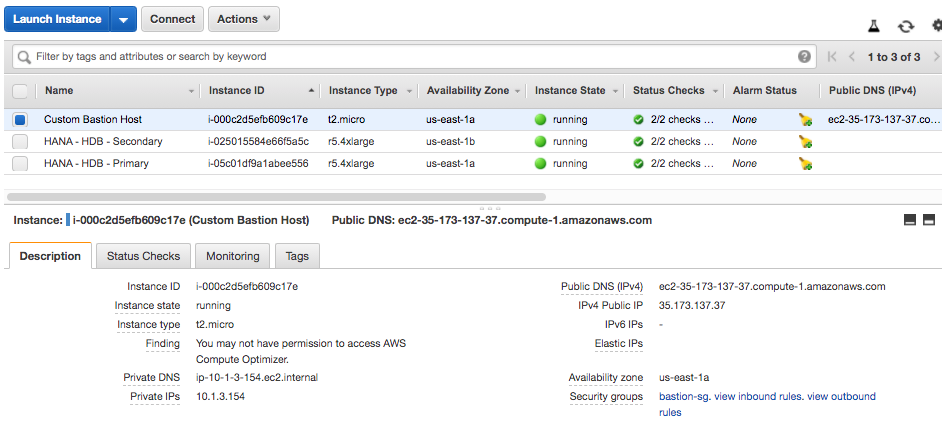 Launch Instance Connect Actions
Filter by tags and attributes or search by keyword 1 to 3 of 3
Name Instance ID Instance Type Availability Zone Instance State Status Checks Alarm Status Public DNS (IPv4)
Custom Bastion Host i-000c2d5efb609c17e t2.micro us-east-1a running 2/2 checks ... None ec2-35-173-137-37.co...
HANA - HDB - Secondary i-025015584e66f5a5c r5.4xlarge us-east-1b running 2/2 checks ... None
HANA - HDB - Primary i-05c01df9a1abee556 r5.4xlarge us-east-1a running 2/2 checks ... None
Instance: i-000c2d5efb609c17e (Custom Bastion Host) Public DNS: ec2-35-173-137-37.compute-1.amazonaws.com
Description Status Checks Monitoring Tags
Instance ID i-000c2d5efb609c17e Public DNS (IPv4) ec2-35-173-137-37.compute-1.amazonaws.com
Instance state running IPv4 Public IP 35.173.137.37
Instance type t2.micro IPv6 IPs -
Finding You may not have permission to access AWS Elastic IPs
Compute Optimizer.
Private DNS ip-10-1-3-154.ec2.internal Availability zone us-east-1a
Private IPs 10.1.3.154 Security groups bastion-sg. view inbound rules. view outbound
rules